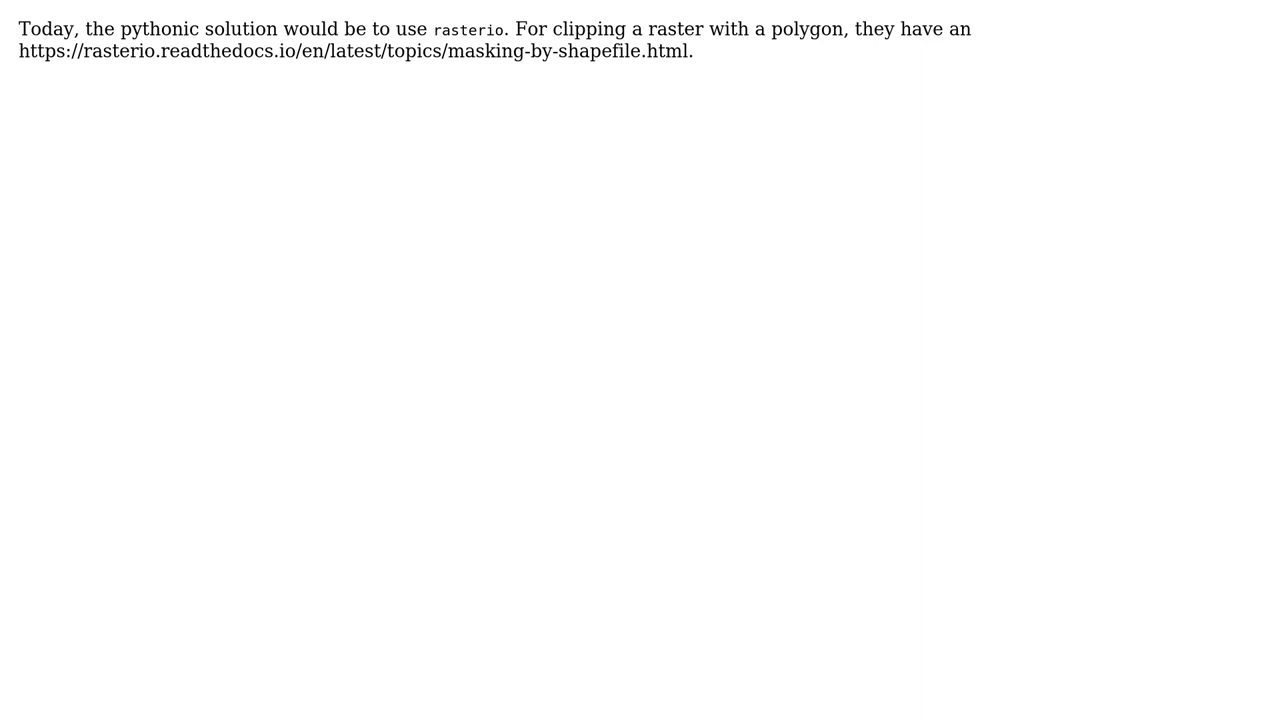 Today, the pythonic solution would be to use rasterio. For clipping a raster with a polygon, they have an
https://rasterio.readthedocs.io/en/latest/topics/masking-by-shapefile.html.